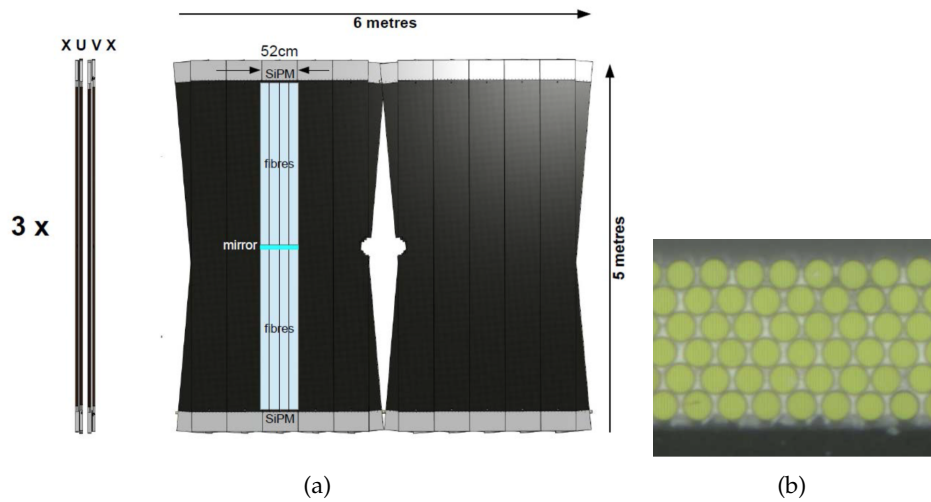 6 metres
X U V X
52cm
SiPM
fibres
3 x
mirror
5 metres
fibres
SiPM
(a)
(b)